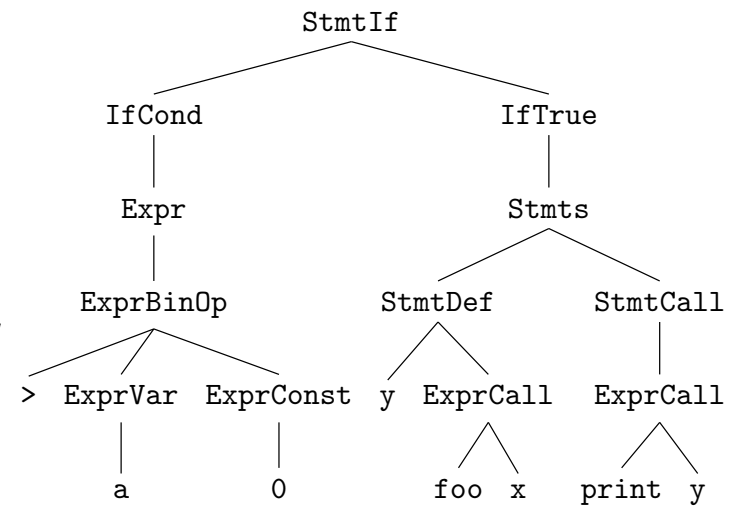 StmtIf
IfCond IfTrue
Expr Stmts
ExprBinOp StmtDef StmtCall
> ExprVar ExprConst y ExprCall ExprCall
a 0 foo x print y